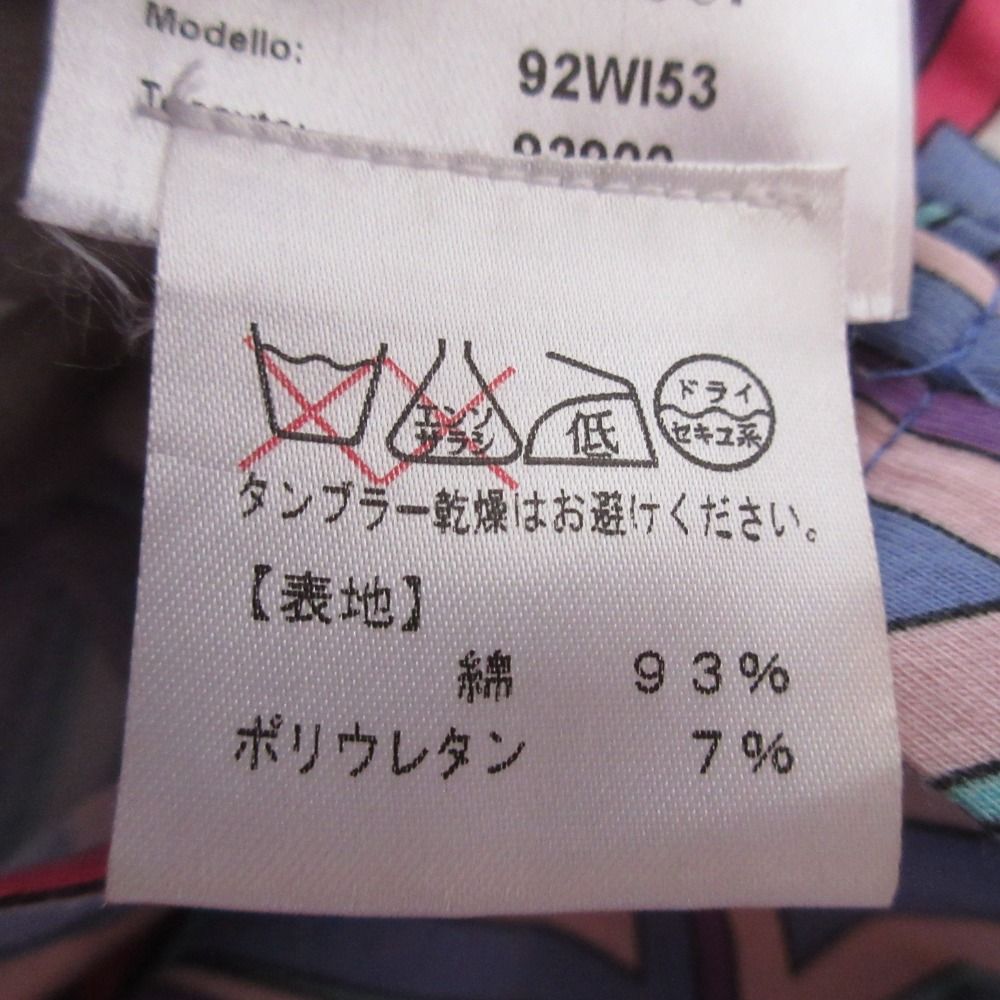 Modello: 92WI53
エンソ
サラシ
低
ドライ
セキユ系
タンブラー乾燥はお避けください。
【表地】
綿 93%
ポリウレタン 7%